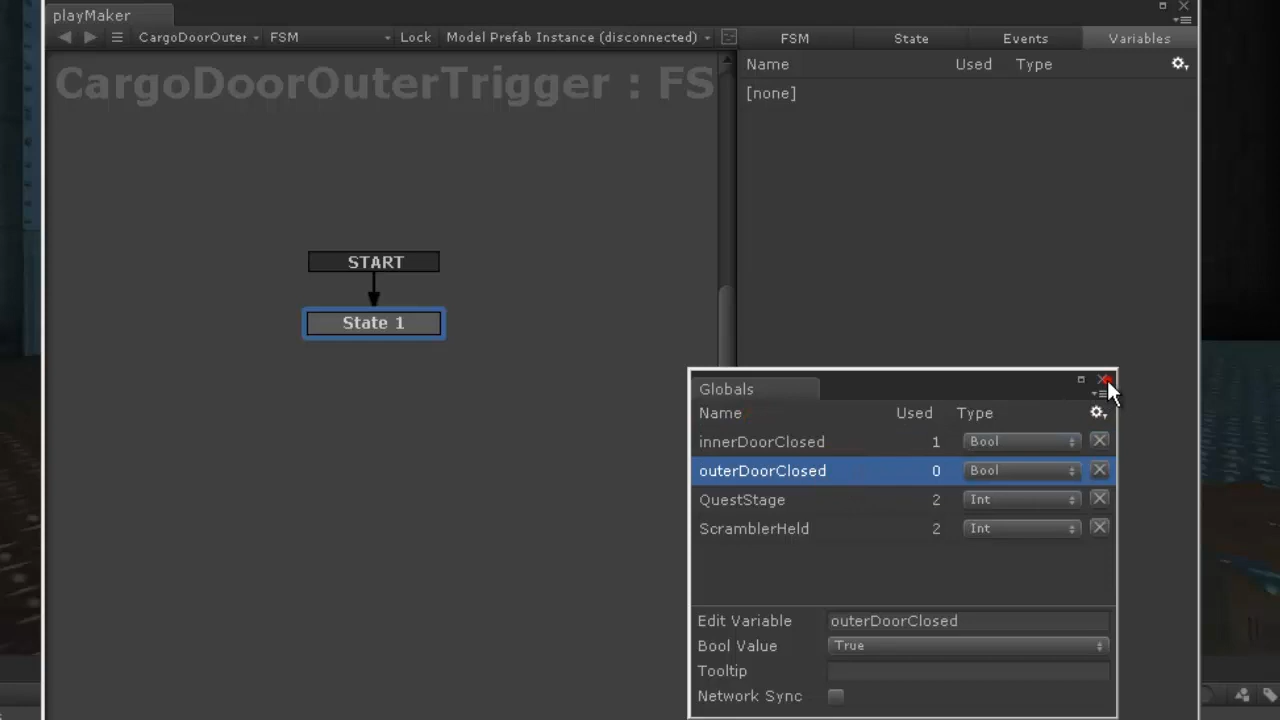 playMaker
CargoDoorOuter FSM Lock Model Prefab Instance (disconnected) FSM State Events Variables
CargoDoorOuterTrigger : FS
Name Used Type
[none]
START
State 1
Globals
Name Used Type
innerDoorClosed 1 Bool
outerDoorClosed 0 Bool
QuestStage 2 Int
ScramblerHeld 2 Int
Edit Variable outerDoorClosed
Bool Value True
Tooltip
Network Sync